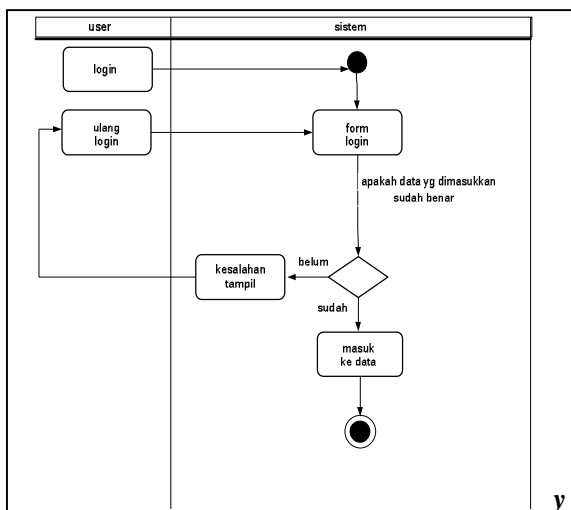 user
sistem
login
ulang
login
form
login
apakah data yg dimasukkan
sudah benar
belum
kesalahan
tampil
sudah
masuk
ke data
y